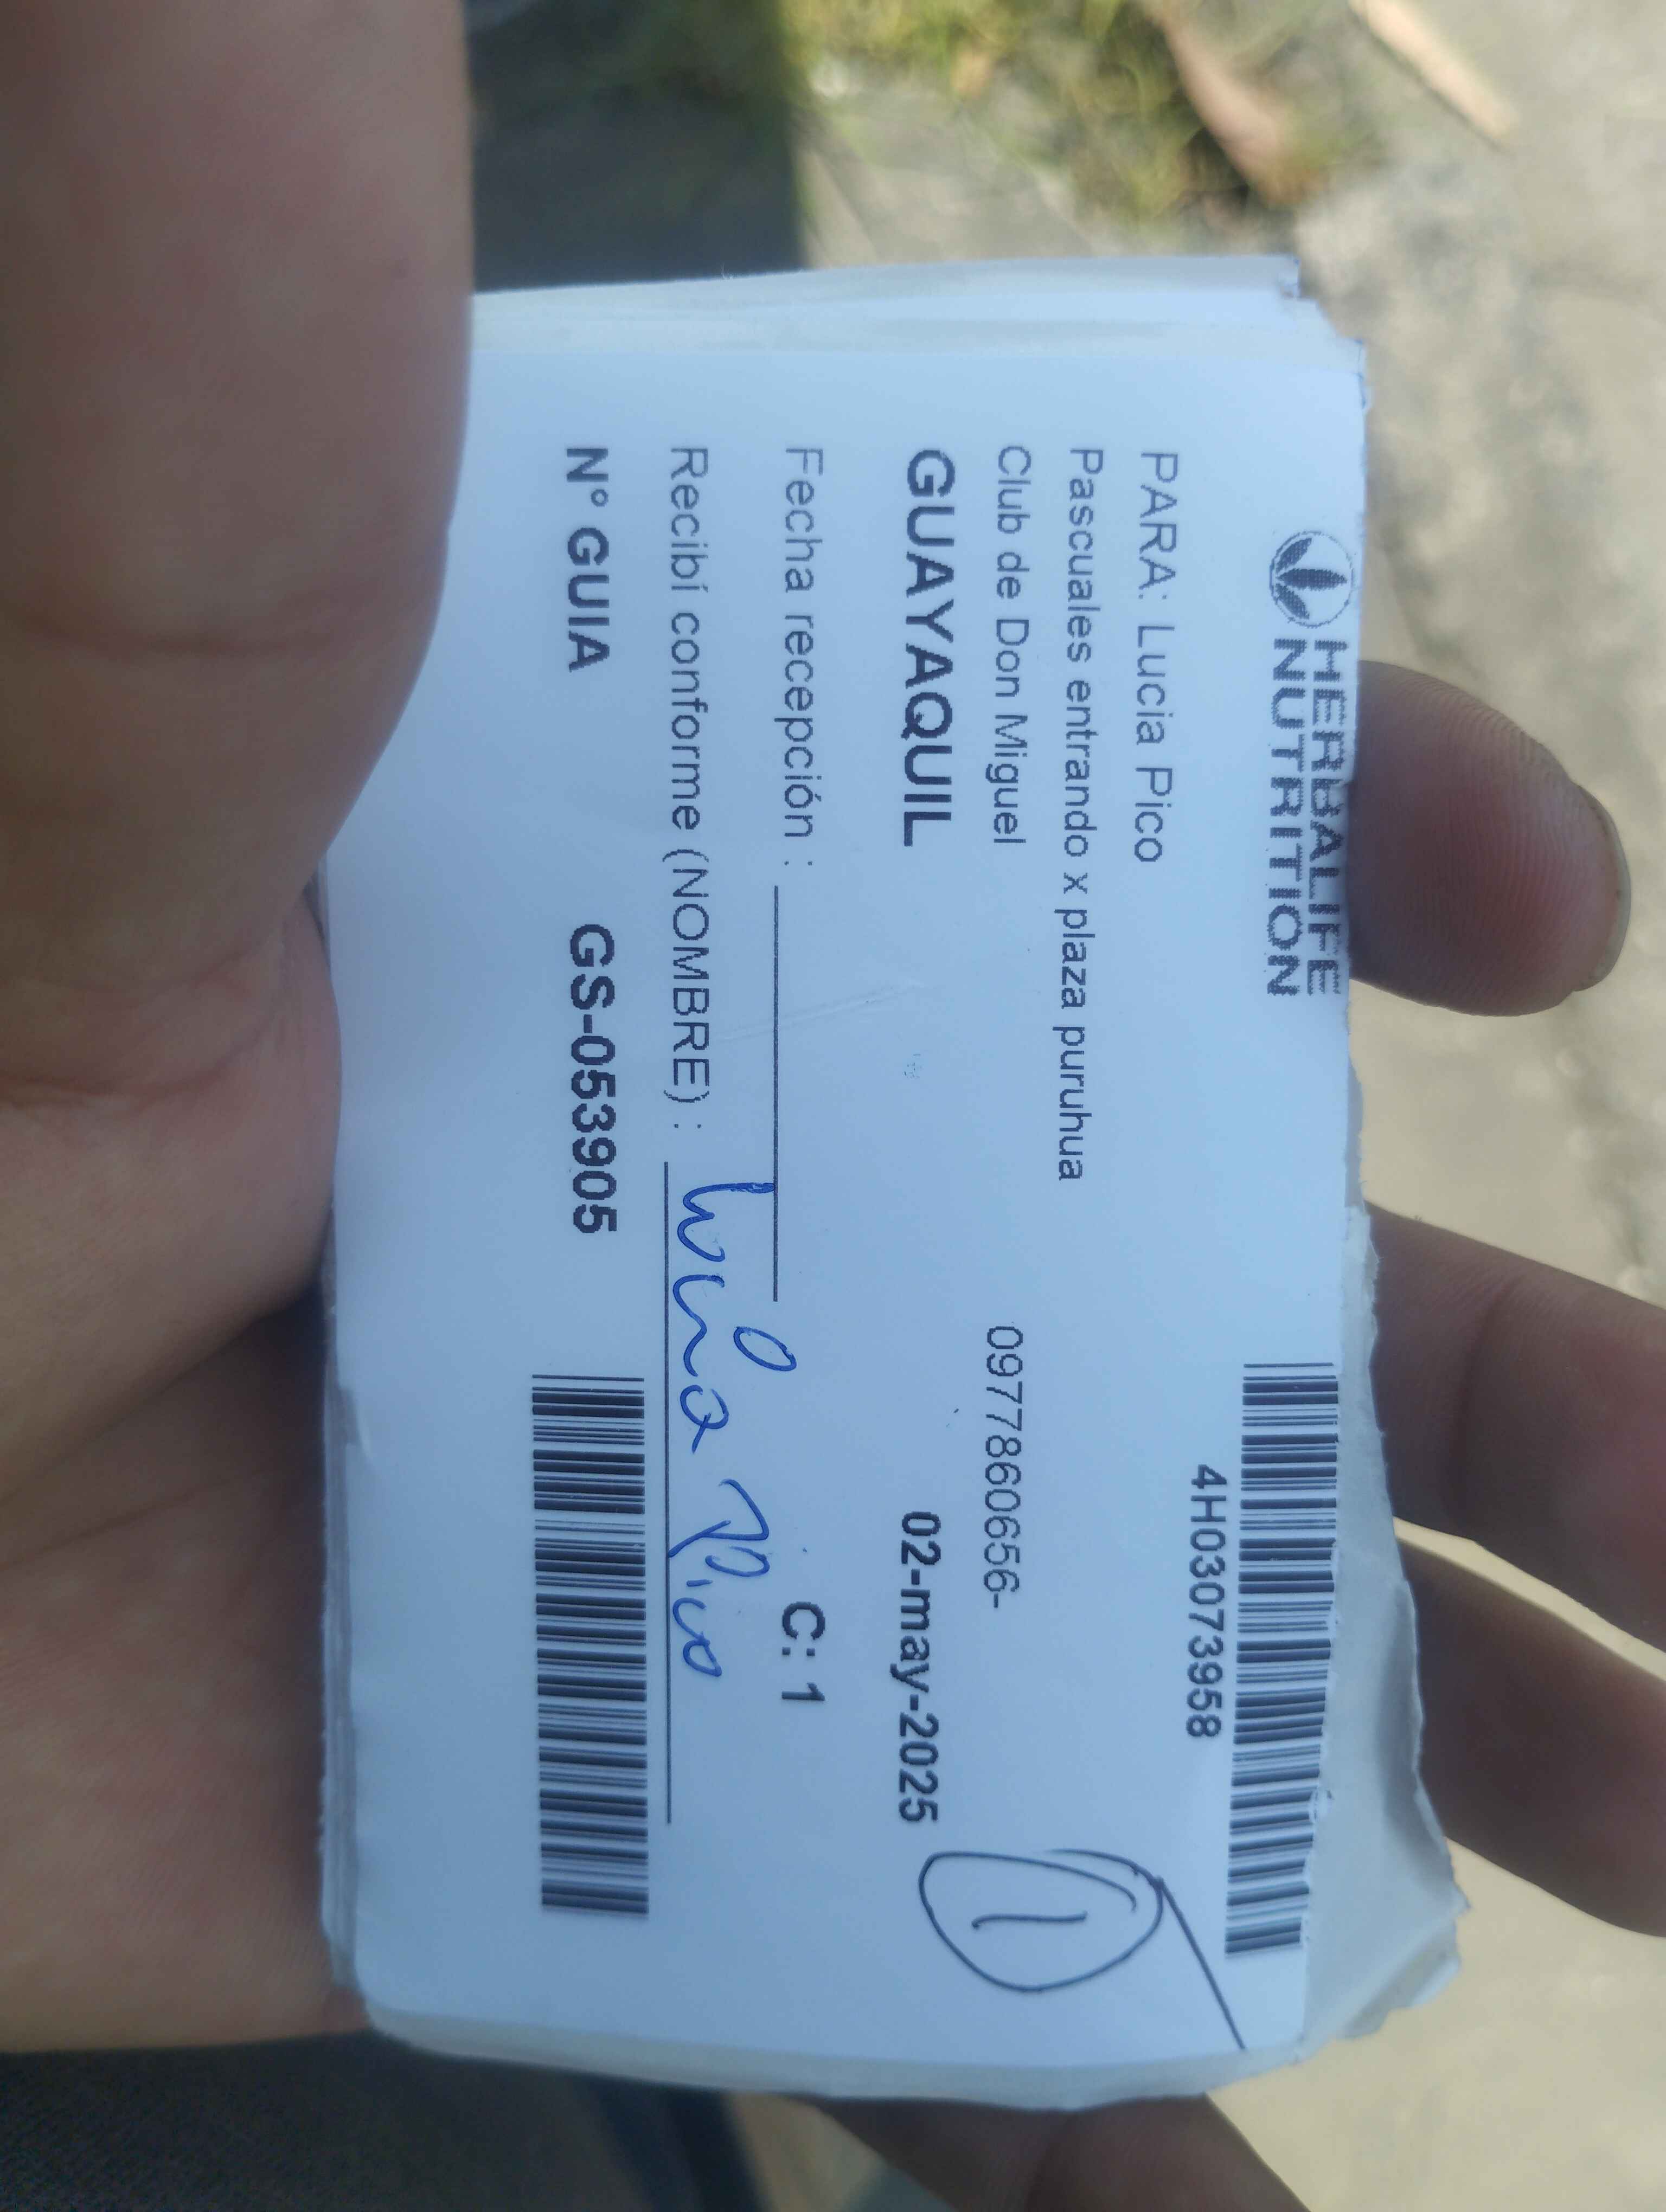 HERBALIFE
NUTRITION
4H03073958
PARA: Lucia Pico
Pascuales entrando x plaza puruhua
Club de Don Miguel 0977860656-
GUAYAQUIL 02-may-2025
1
Fecha recepción : C: 1
Recibí conforme (NOMBRE) : Lucia Pico
N° GUIA GS-053905